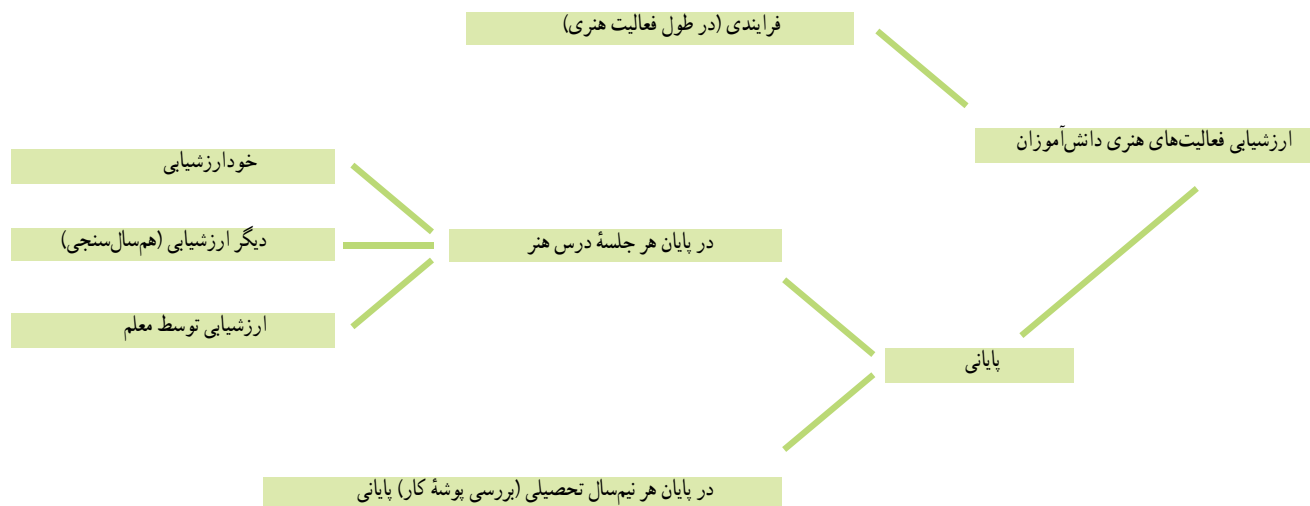 فرایندی (در طول فعالیت هنری)
ارزشیابی فعالیت‌های هنری دانش‌آموزان
خودارزشیابی
دیگر ارزشیابی (هم‌سال‌سنجی)
در پایان هر جلسهٔ درس هنر
ارزشیابی توسط معلم
پایانی
در پایان هر نیم‌سال تحصیلی (بررسی پوشهٔ کار) پایانی